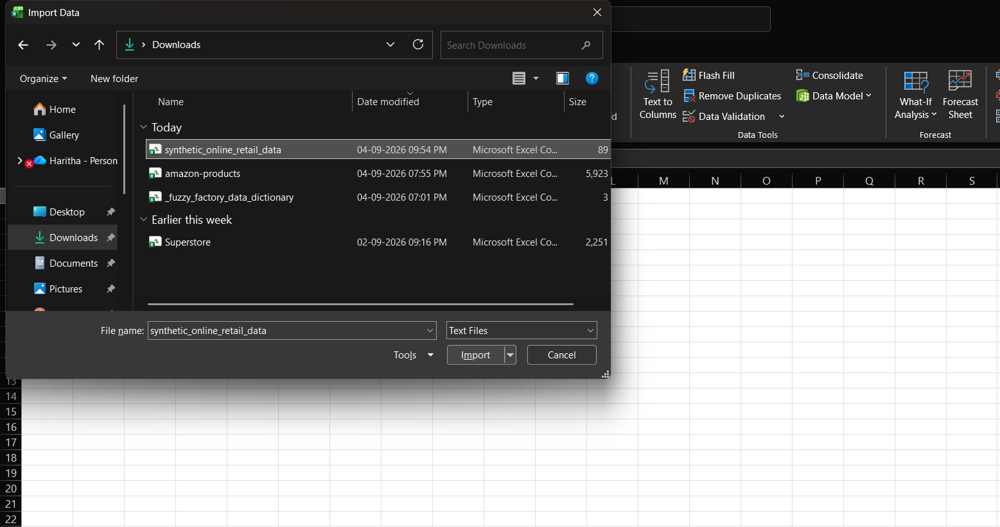 Import Data
Downloads
Search Downloads
Organize
New folder
Name
Date modified
Type
Size
Home
Gallery
Haritha - Person
Desktop
Downloads
Documents
Pictures
Today
synthetic_online_retail_data 04-09-2026 09:54 PM Microsoft Excel Co... 89
amazon-products 04-09-2026 07:55 PM Microsoft Excel Co... 5,923
_fuzzy_factory_data_dictionary 04-09-2026 07:01 PM Microsoft Excel Co... 3
Earlier this week
Superstore 02-09-2026 09:16 PM Microsoft Excel Co... 2,251
File name: synthetic_online_retail_data
Text Files
Tools
Import
Cancel
Text to
Columns
Flash Fill
Remove Duplicates
Data Validation
Consolidate
Data Model
Data Tools
What-If
Analysis
Forecast
Sheet
Forecast
L M N O P Q R S
13
14
15
16
17
18
19
20
21
22